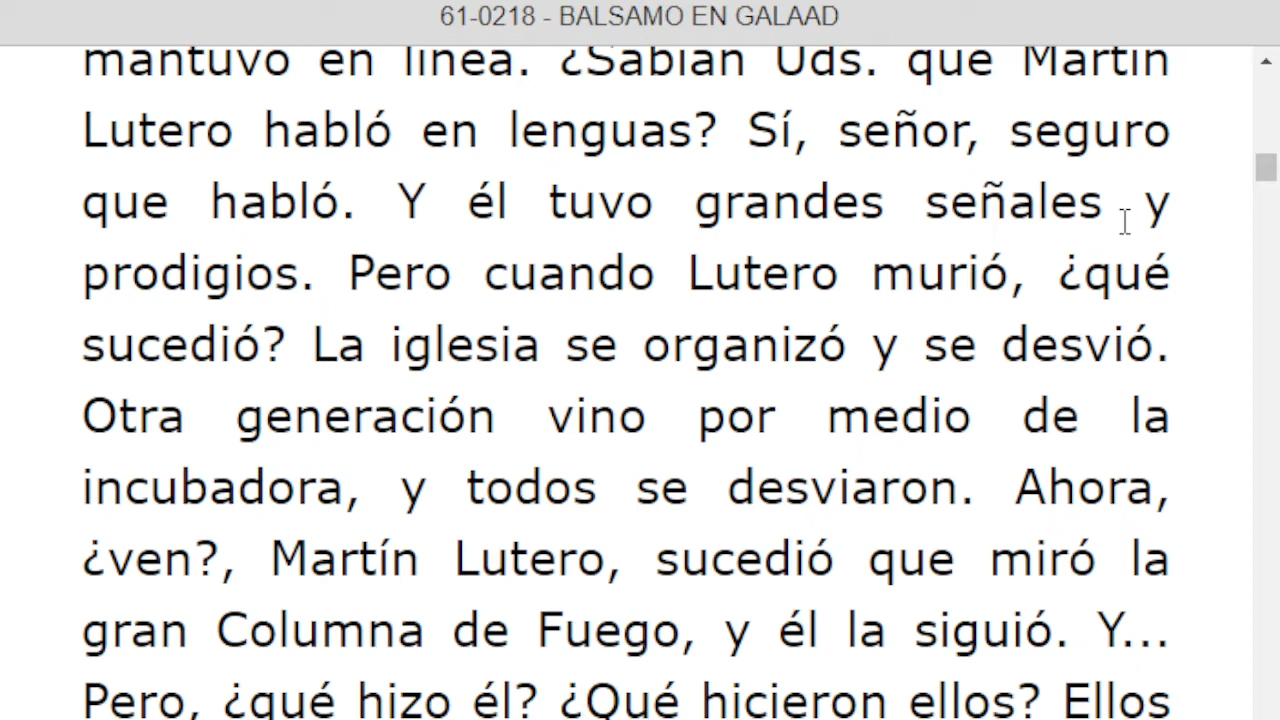 61-0218 - BALSAMO EN GALAAD
mantuvo en línea. ¿Sabían Uds. que Martín
Lutero habló en lenguas? Sí, señor, seguro
que habló. Y él tuvo grandes señales y
prodigios. Pero cuando Lutero murió, ¿qué
sucedió? La iglesia se organizó y se desvió.
Otra generación vino por medio de la
incubadora, y todos se desviaron. Ahora,
¿ven?, Martín Lutero, sucedió que miró la
gran Columna de Fuego, y él la siguió. Y...
Pero, ¿qué hizo él? ¿Qué hicieron ellos? Ellos